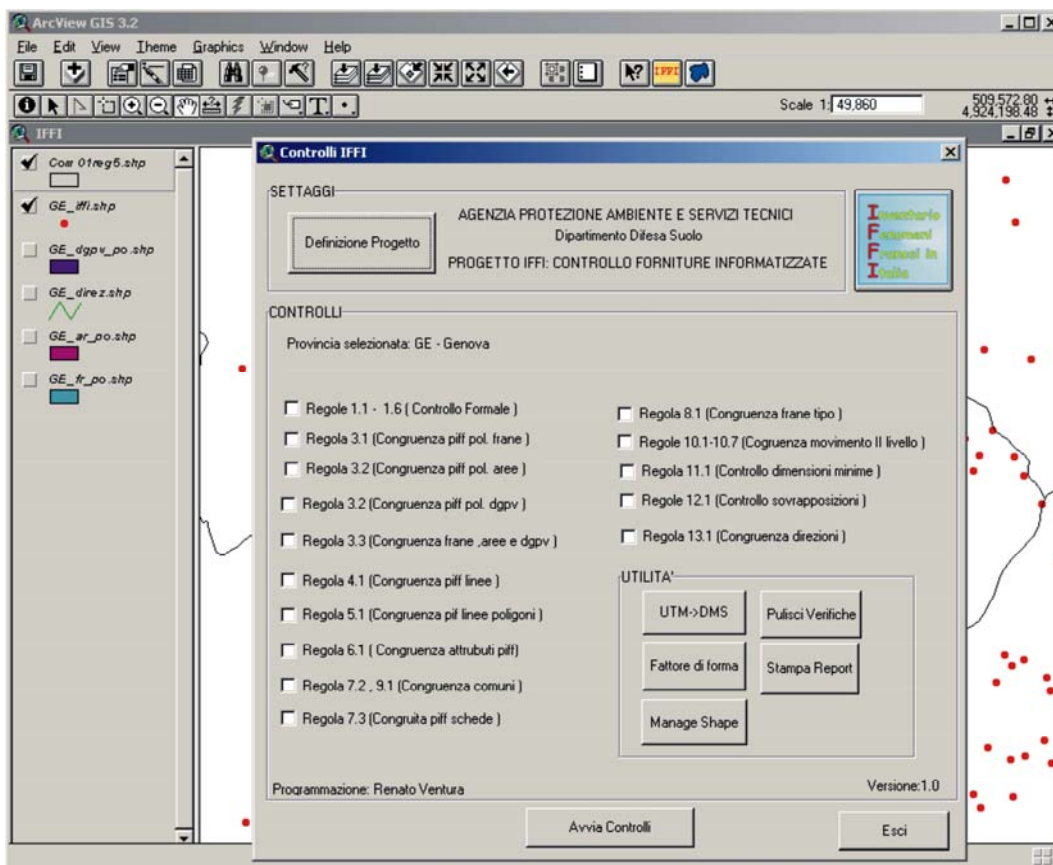 ArcView GIS 3.2
File Edit View Theme Graphics Window Help
IFFI
Scale 1: 49,860
509,572.80
4,924,198.48
IFFI
Com 01reg5.shp
GE_iffi.shp
GE_dgpv_po.shp
GE_direz.shp
GE_ar_po.shp
GE_fr_po.shp
Controlli IFFI
SETTAGGI
Definizione Progetto
AGENZIA PROTEZIONE AMBIENTE E SERVIZI TECNICI
Dipartimento Difesa Suolo
PROGETTO IFFI: CONTROLLO FORNITURE INFORMATIZZATE
Inventario
Fenomeni
Franosi in
Italia
CONTROLLI
Provincia selezionata: GE - Genova
Regole 1.1 - 1.6 ( Controllo Formale )
Regola 3.1 (Congruenza piff pol. frane)
Regola 3.2 (Congruenza piff pol. aree)
Regola 3.2 (Congruenza piff pol. dgpv)
Regola 3.3 (Congruenza frane ,aree e dgpv )
Regola 4.1 (Congruenza piff linee)
Regola 5.1 (Congruenza pif linee poligoni )
Regola 6.1 ( Congruenza attrubuti piff)
Regola 7.2 , 9.1 (Congruenza comuni )
Regola 7.3 (Congruita piff schede )
Regola 8.1 (Congruenza frane tipo )
Regole 10.1-10.7 (Cogruenza movimento II livello )
Regola 11.1 (Controllo dimensioni minime )
Regole 12.1 (Controllo sovrapposizioni )
Regola 13.1 (Congruenza direzioni )
UTILITA'
UTM->DMS
Pulisci Verifiche
Fattore di forma
Stampa Report
Manage Shape
Programmazione: Renato Ventura
Versione:1.0
Avvia Controlli
Esci